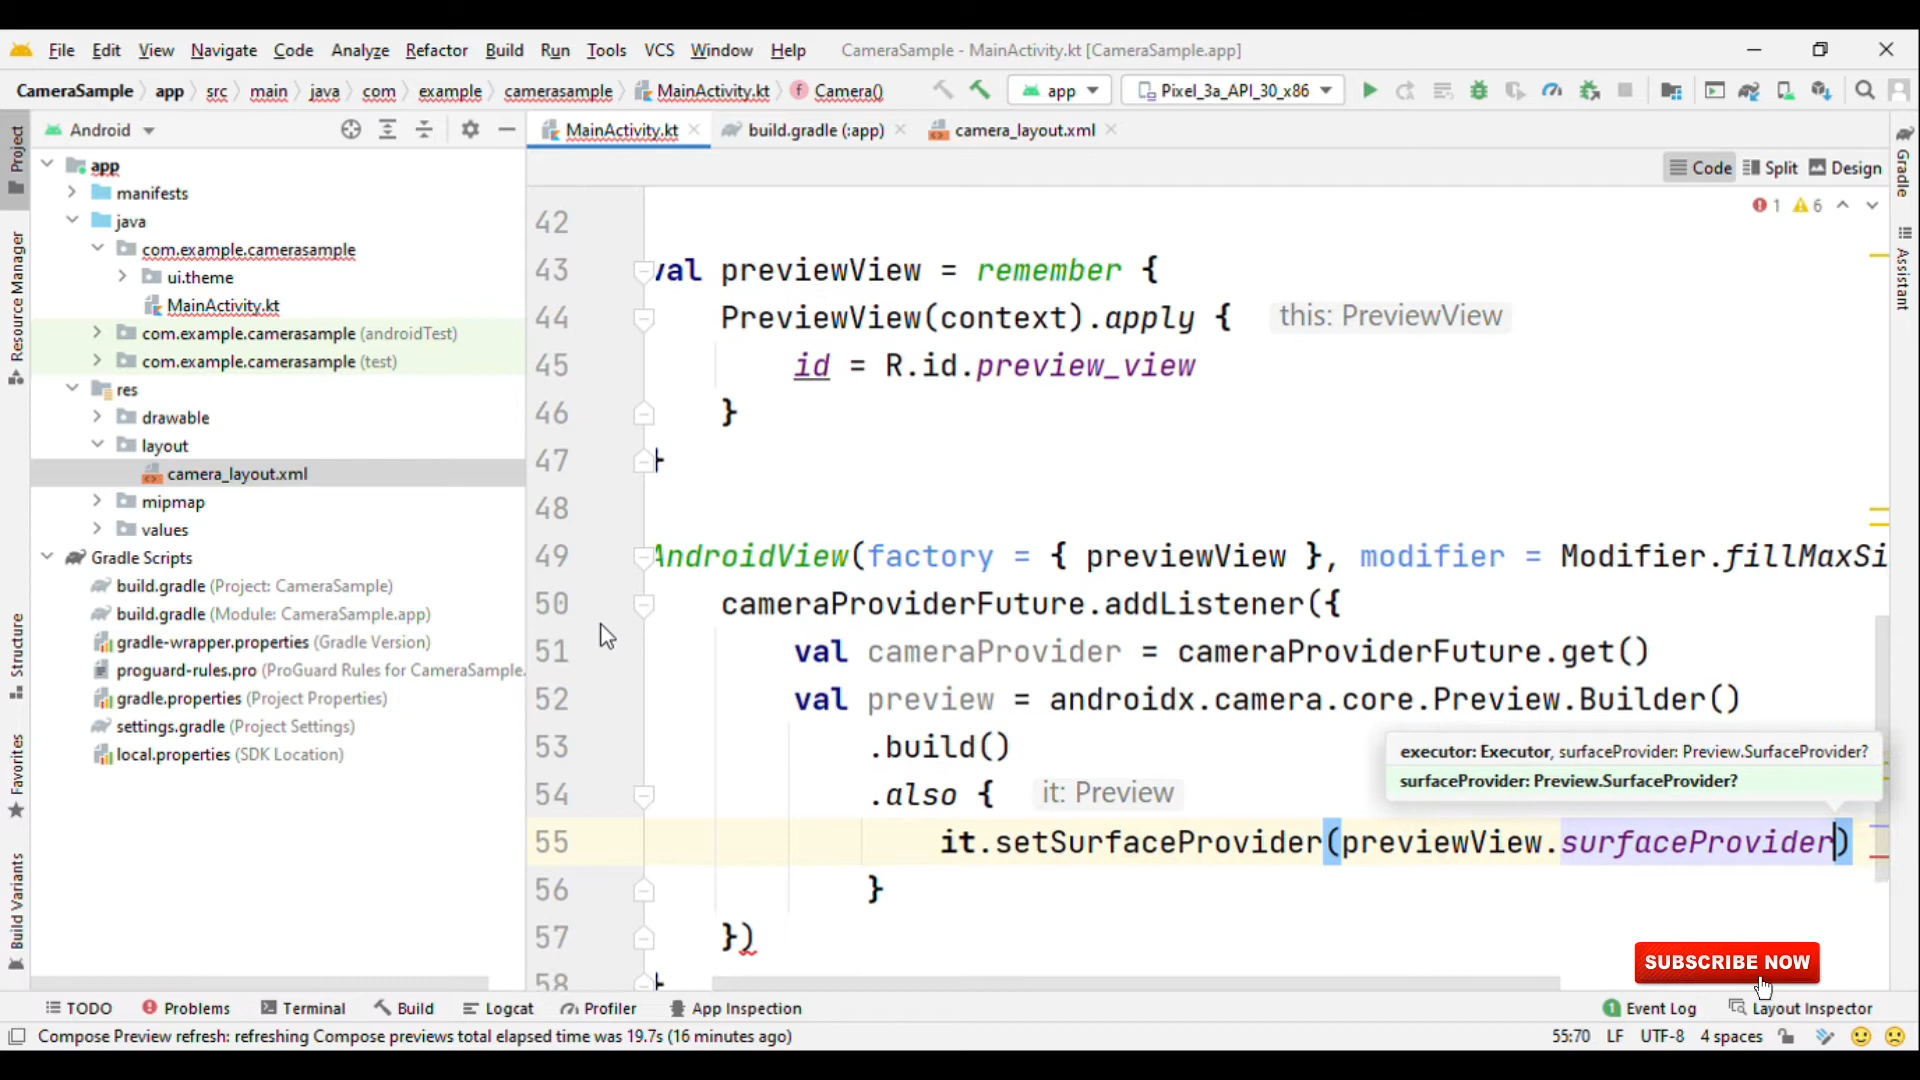 File Edit View Navigate Code Analyze Refactor Build Run Tools VCS Window Help CameraSample - MainActivity.kt [CameraSample.app]
CameraSample app src main java com example camerasample MainActivity.kt Camera() app Pixel_3a_API_30_x86
Android
MainActivity.kt build.gradle (:app) camera_layout.xml
Code Split Design
1 6
Project
Resource Manager
Structure
Favorites
Build Variants
app
manifests
java
com.example.camerasample
ui.theme
MainActivity.kt
com.example.camerasample (androidTest)
com.example.camerasample (test)
res
drawable
layout
camera_layout.xml
mipmap
values
Gradle Scripts
build.gradle (Project: CameraSample)
build.gradle (Module: CameraSample.app)
gradle-wrapper.properties (Gradle Version)
proguard-rules.pro (ProGuard Rules for CameraSample.
gradle.properties (Project Properties)
settings.gradle (Project Settings)
local.properties (SDK Location)
42
43 val previewView = remember {
44 PreviewView(context).apply { this: PreviewView
45 id = R.id.preview_view
46 }
47 }
48
49 AndroidView(factory = { previewView }, modifier = Modifier.fillMaxSi
50 cameraProviderFuture.addListener({
51 val cameraProvider = cameraProviderFuture.get()
52 val preview = androidx.camera.core.Preview.Builder()
53 .build()
executor: Executor, surfaceProvider: Preview.SurfaceProvider?
surfaceProvider: Preview.SurfaceProvider?
54 .also { it: Preview
55 it.setSurfaceProvider(previewView.surfaceProvider)
56 }
57 })
58 }
Gradle
Assistant
SUBSCRIBE NOW
TODO Problems Terminal Build Logcat Profiler App Inspection 1 Event Log Layout Inspector
Compose Preview refresh: refreshing Compose previews total elapsed time was 19.7s (16 minutes ago) 55:70 LF UTF-8 4 spaces